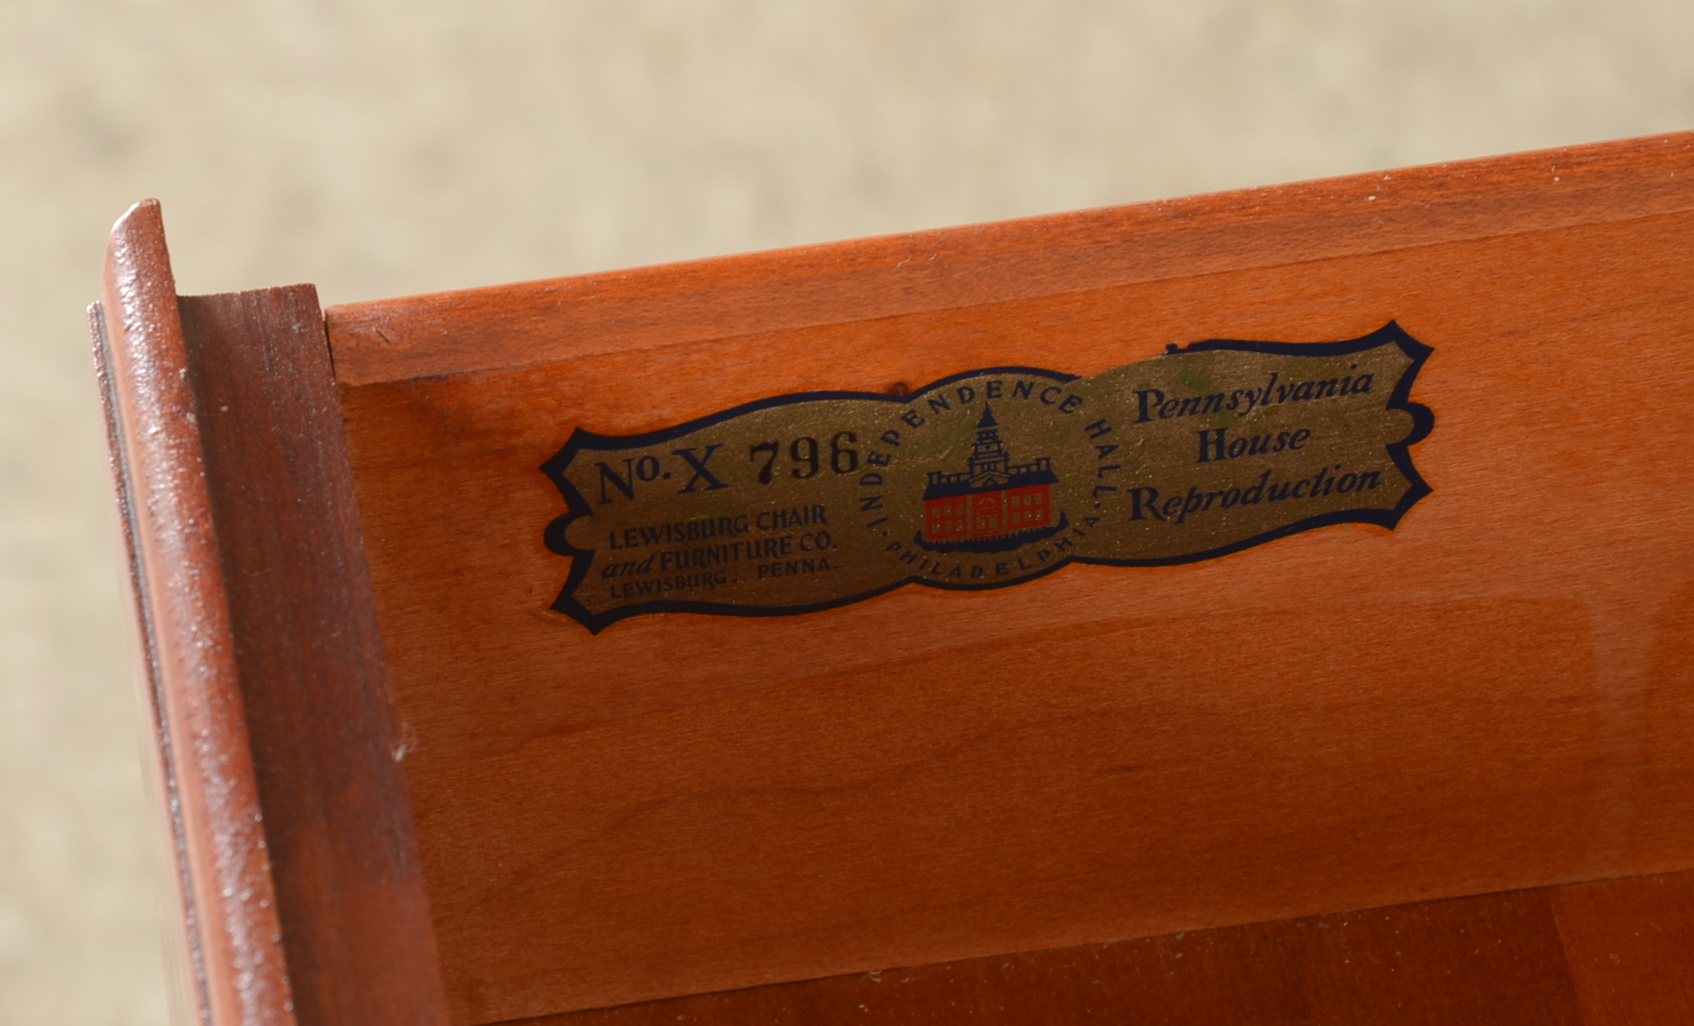 No. X 796
LEWISBURG CHAIR
and FURNITURE CO.
LEWISBURG, PENNA.
INDEPENDENCE HALL
· PHILADELPHIA ·
Pennsylvania
House
Reproduction